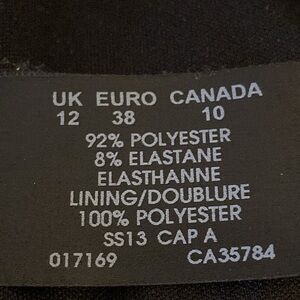 UK EURO CANADA
12 38 10
92% POLYESTER
8% ELASTANE
ELASTHANNE
LINING/DOUBLURE
100% POLYESTER
SS13 CAP A
017169 CA35784